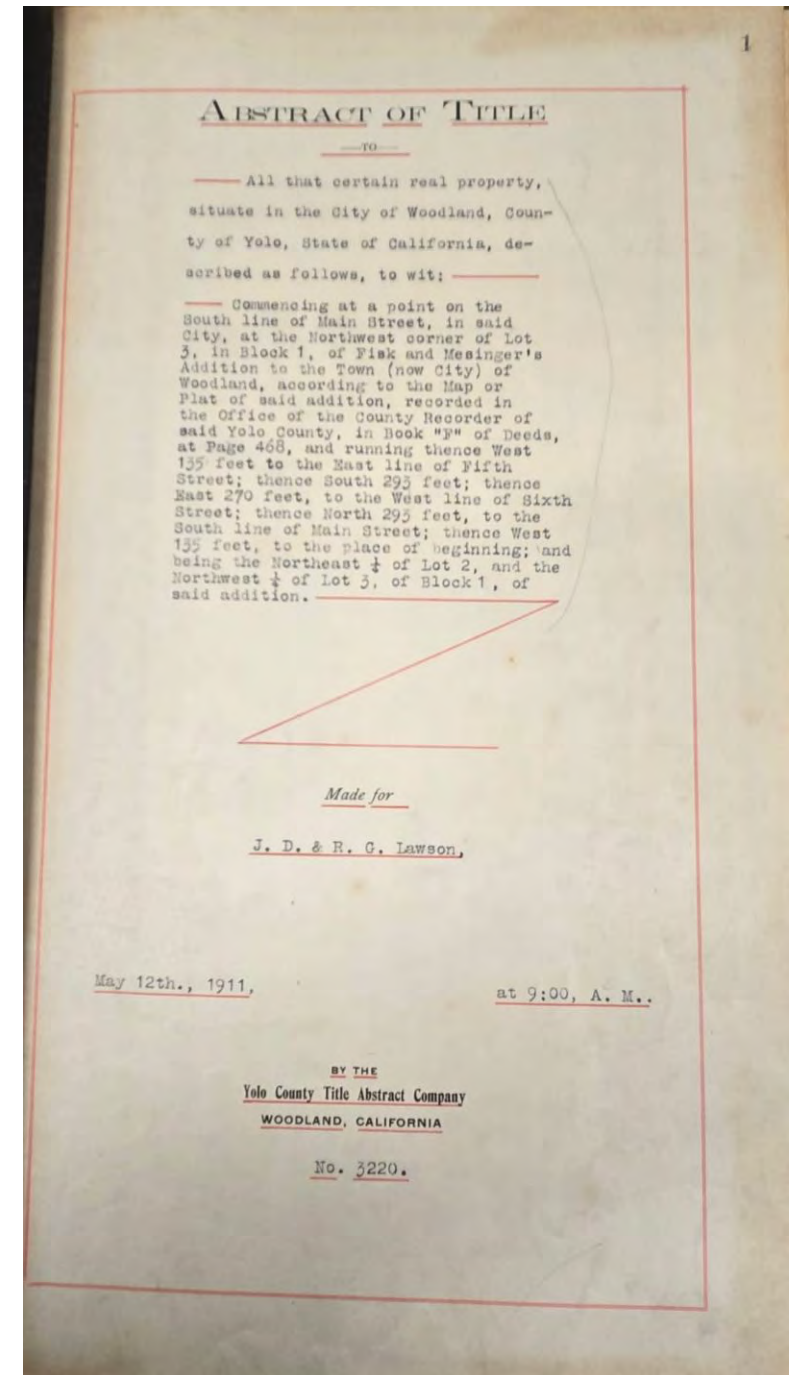 1
ABSTRACT OF TITLE
TO
All that certain real property,
situate in the City of Woodland, Coun-
ty of Yolo, State of California, de-
scribed as follows, to wit:
Commencing at a point on the
South line of Main Street, in said
City, at the Northwest corner of Lot
3, in Block 1, of Fisk and Mesinger's
Addition to the Town (now City) of
Woodland, according to the Map or
Plat of said addition, recorded in
the Office of the County Recorder of
said Yolo County, in Book "F" of Deeds,
at Page 468, and running thence West
135 feet to the East line of Fifth
Street; thence South 293 feet; thence
East 270 feet, to the West line of Sixth
Street; thence North 293 feet, to the
South line of Main Street; thence West
135 feet, to the place of beginning; and
being the Northeast ¼ of Lot 2, and the
Northwest ¼ of Lot 3, of Block 1, of
said addition.
Made for
J. D. & R. G. Lawson,
May 12th., 1911,
at 9:00, A. M..
BY THE
Yolo County Title Abstract Company
WOODLAND, CALIFORNIA
No. 3220.